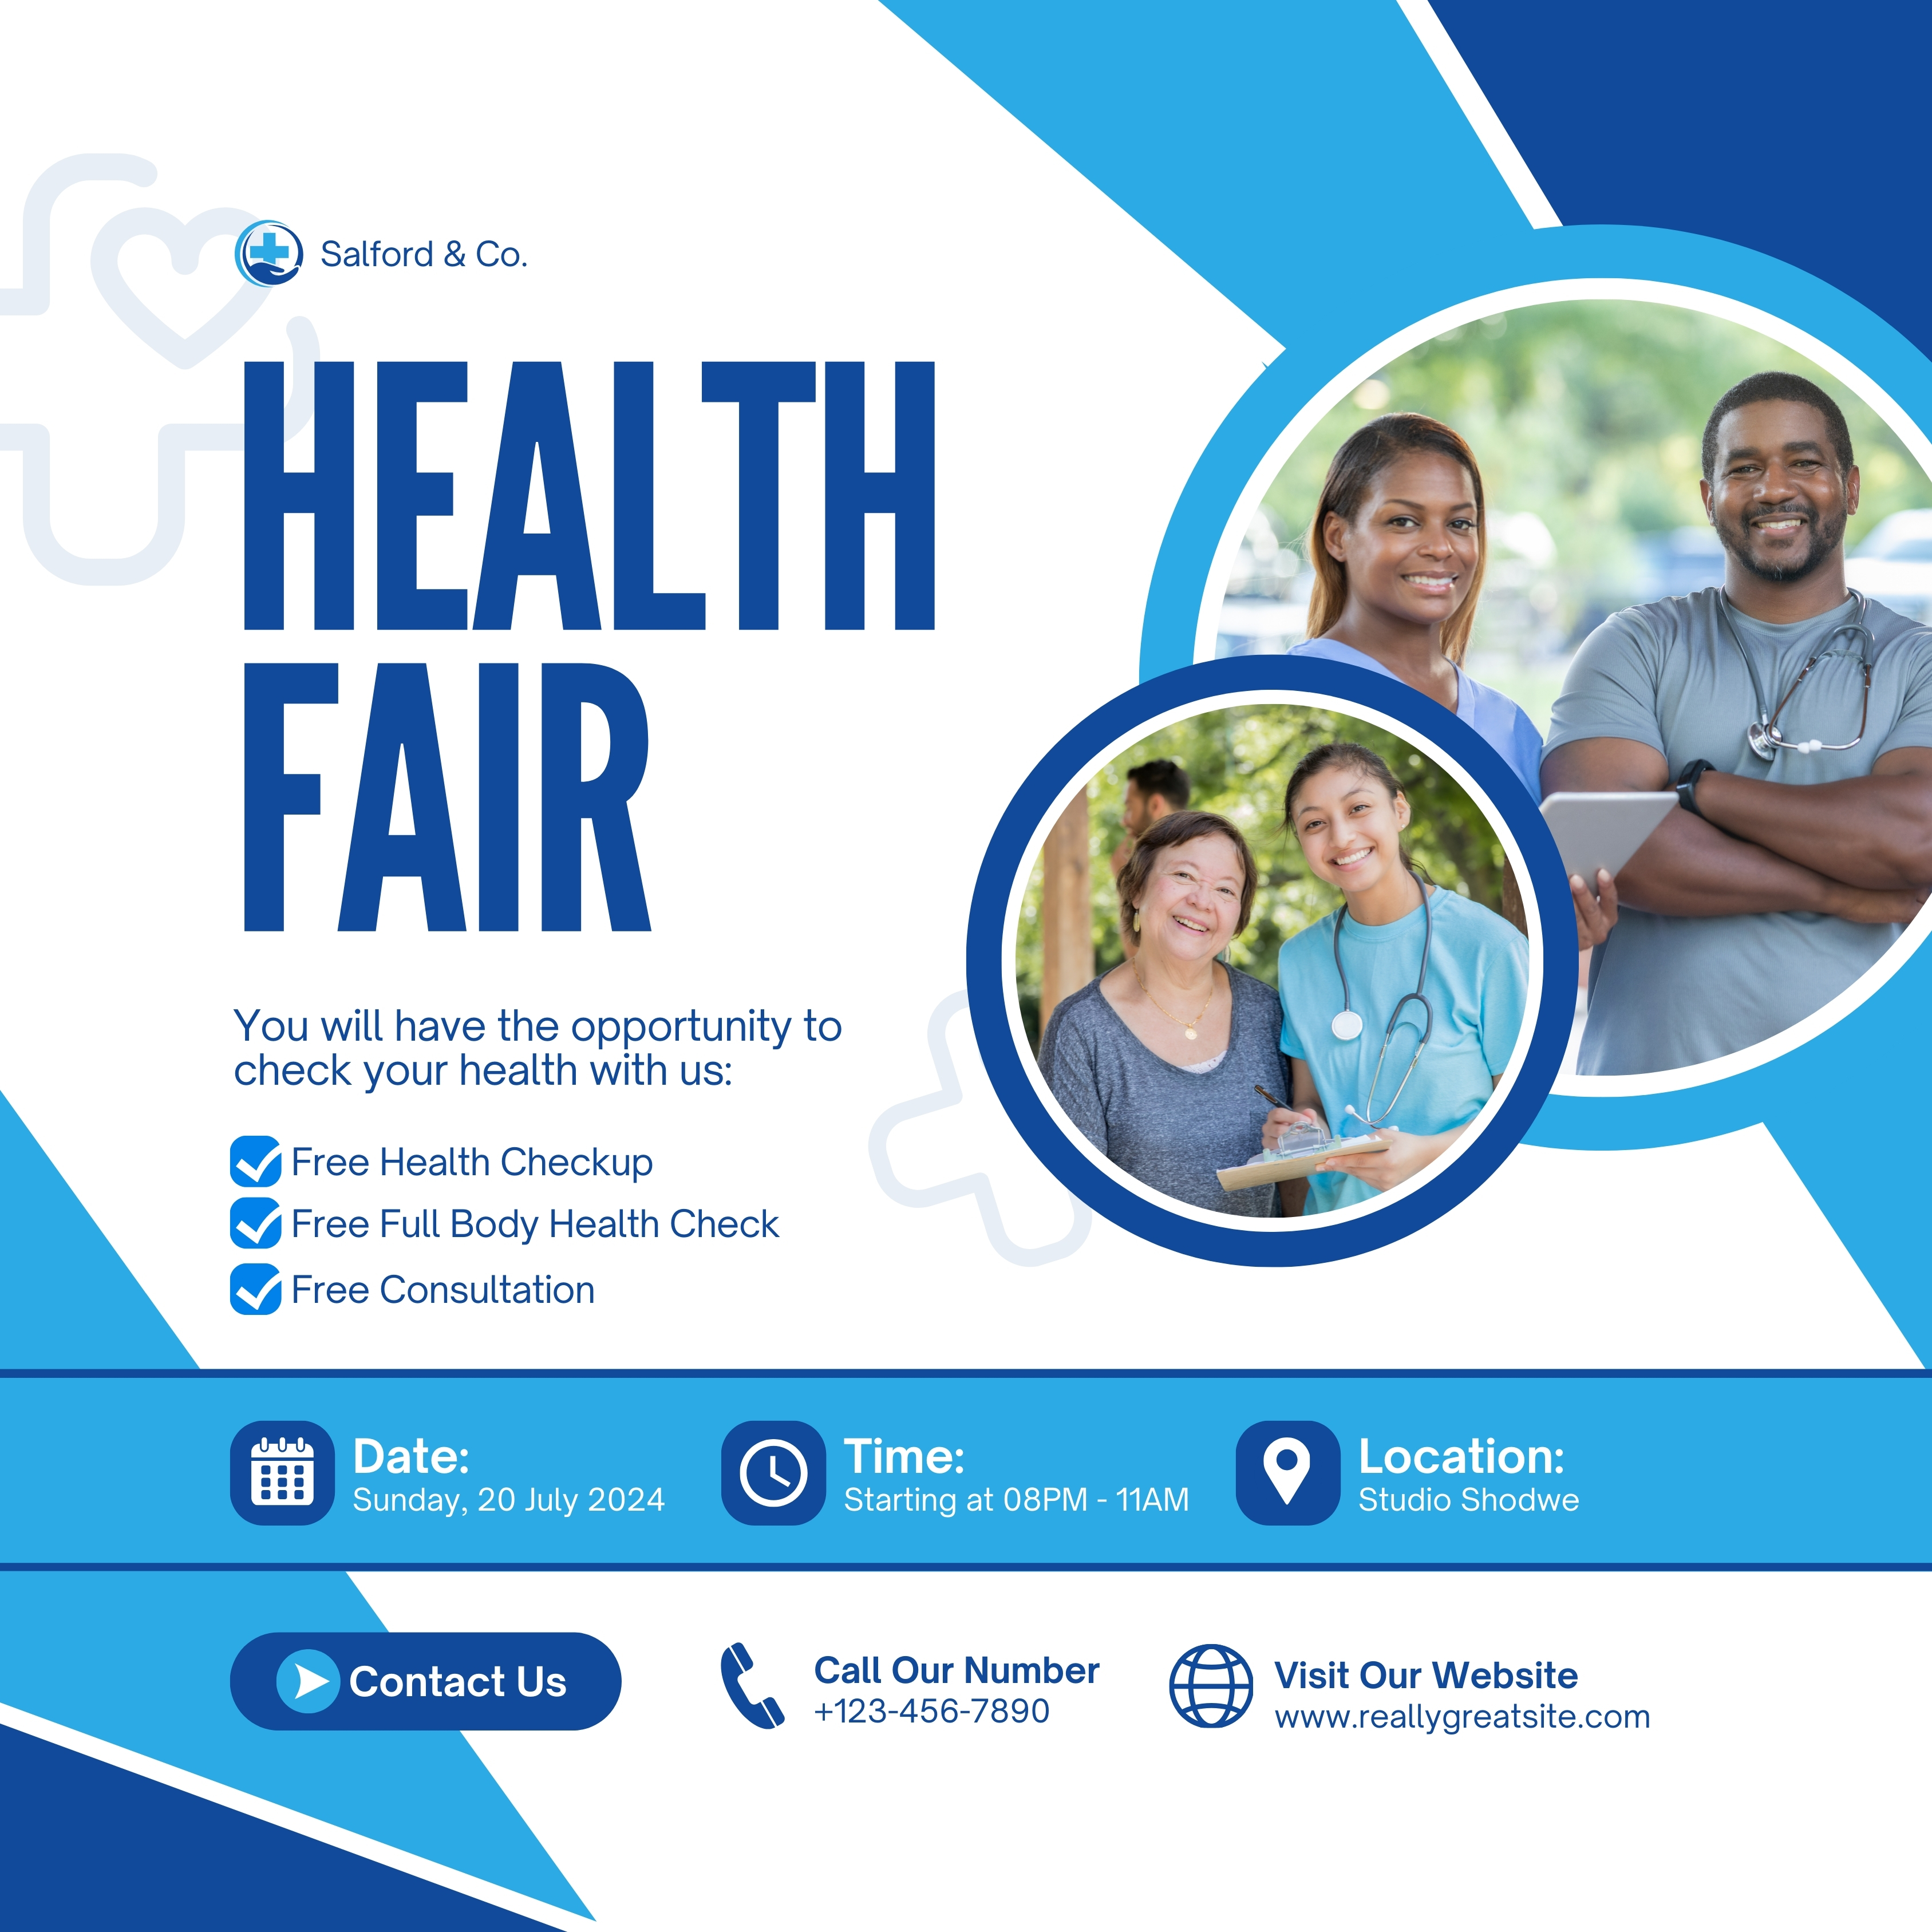 Salford & Co.
HEALTH
FAIR
You will have the opportunity to
check your health with us:
Free Health Checkup
Free Full Body Health Check
Free Consultation
Date:
Sunday, 20 July 2024
Time:
Starting at 08PM - 11AM
Location:
Studio Shodwe
Contact Us
Call Our Number
+123-456-7890
Visit Our Website
www.reallygreatsite.com